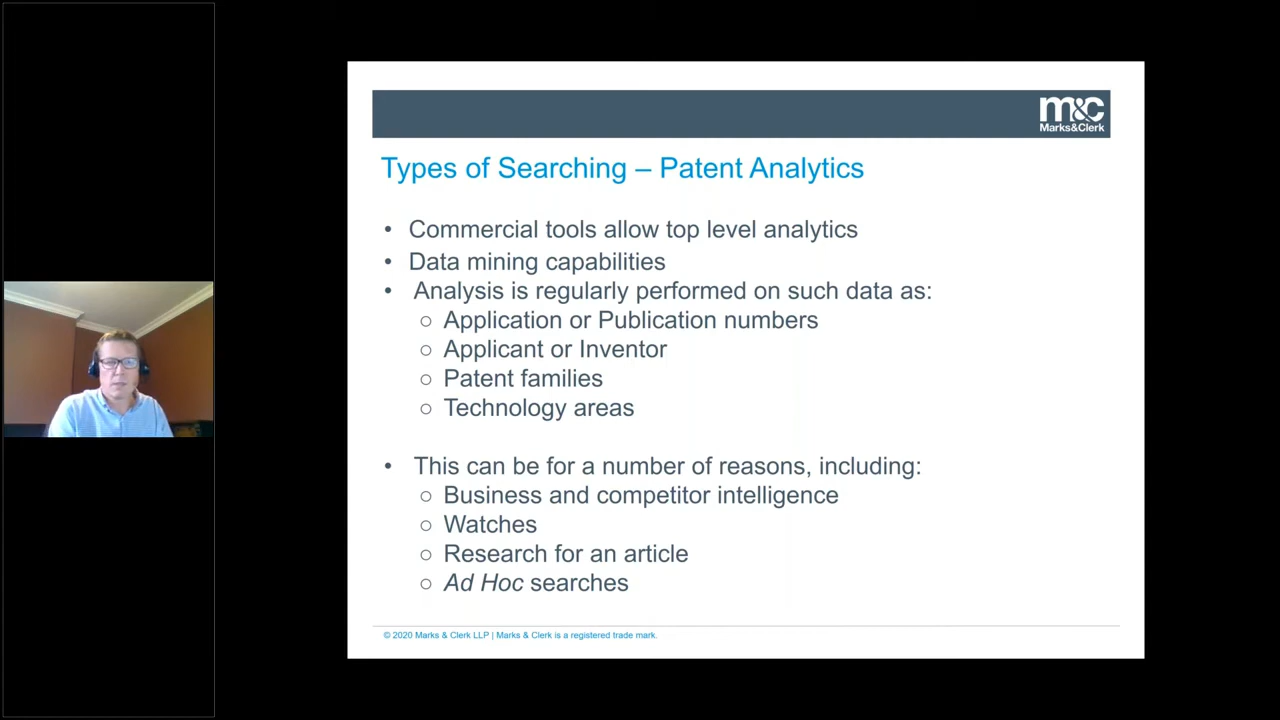 m&c
Marks&Clerk
Types of Searching – Patent Analytics
• Commercial tools allow top level analytics
• Data mining capabilities
• Analysis is regularly performed on such data as:
○ Application or Publication numbers
○ Applicant or Inventor
○ Patent families
○ Technology areas
• This can be for a number of reasons, including:
○ Business and competitor intelligence
○ Watches
○ Research for an article
○ Ad Hoc searches
© 2020 Marks & Clerk LLP | Marks & Clerk is a registered trade mark.